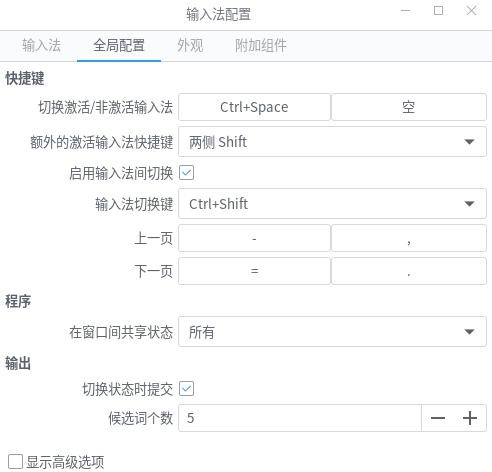 输入法配置
输入法 全局配置 外观 附加组件
快捷键
切换激活/非激活输入法 Ctrl+Space 空
额外的激活输入法快捷键 两侧 Shift
启用输入法间切换
输入法切换键 Ctrl+Shift
上一页 - ,
下一页 = .
程序
在窗口间共享状态 所有
输出
切换状态时提交
候选词个数 5
显示高级选项